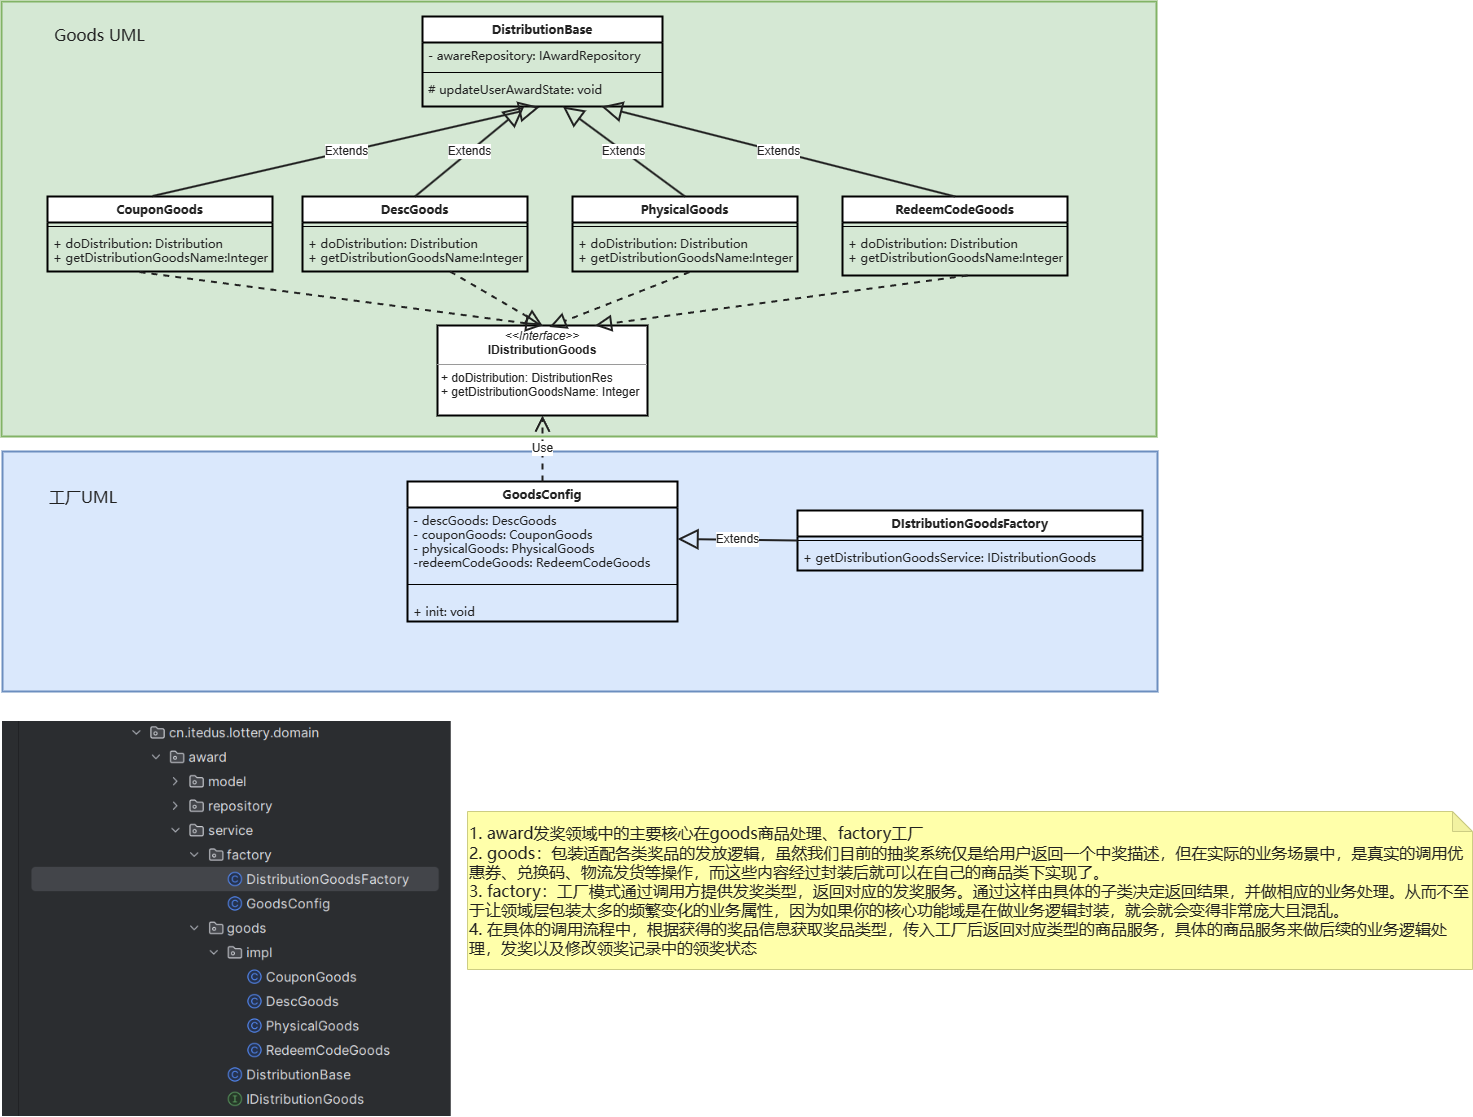 Goods UML
DistributionBase
- awareRepository: IAwardRepository
# updateUserAwardState: void
Extends
Extends
Extends
Extends
CouponGoods
+ doDistribution: Distribution
+ getDistributionGoodsName:Integer
DescGoods
+ doDistribution: Distribution
+ getDistributionGoodsName:Integer
PhysicalGoods
+ doDistribution: Distribution
+ getDistributionGoodsName:Integer
RedeemCodeGoods
+ doDistribution: Distribution
+ getDistributionGoodsName:Integer
<<Interface>>
IDistributionGoods
+ doDistribution: DistributionRes
+ getDistributionGoodsName: Integer
Use
工厂UML
GoodsConfig
- descGoods: DescGoods
- couponGoods: CouponGoods
- physicalGoods: PhysicalGoods
-redeemCodeGoods: RedeemCodeGoods
+ init: void
Extends
DIstributionGoodsFactory
+ getDistributionGoodsService: IDistributionGoods
cn.itedus.lottery.domain
award
model
repository
service
factory
DistributionGoodsFactory
GoodsConfig
goods
impl
CouponGoods
DescGoods
PhysicalGoods
RedeemCodeGoods
DistributionBase
IDistributionGoods
1. award发奖领域中的主要核心在goods商品处理、factory工厂
2. goods：包装适配各类奖品的发放逻辑，虽然我们目前的抽奖系统仅是给用户返回一个中奖描述，但在实际的业务场景中，是真实的调用优
惠券、兑换码、物流发货等操作，而这些内容经过封装后就可以在自己的商品类下实现了。
3. factory：工厂模式通过调用方提供发奖类型，返回对应的发奖服务。通过这样由具体的子类决定返回结果，并做相应的业务处理。从而不至
于让领域层包装太多的频繁变化的业务属性，因为如果你的核心功能域是在做业务逻辑封装，就会就会变得非常庞大且混乱。
4. 在具体的调用流程中，根据获得的奖品信息获取奖品类型，传入工厂后返回对应类型的商品服务，具体的商品服务来做后续的业务逻辑处
理，发奖以及修改领奖记录中的领奖状态